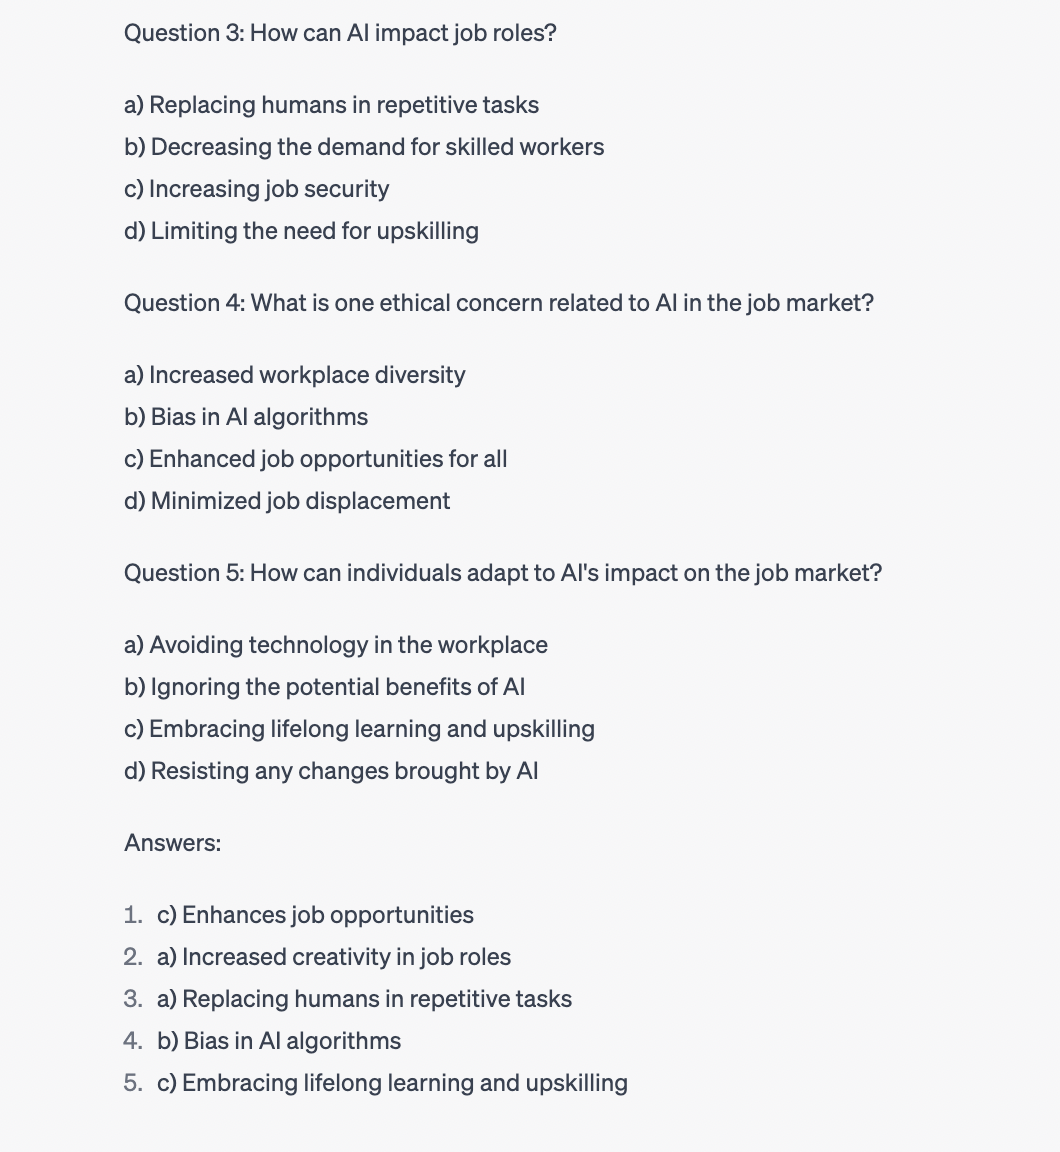 Question 3: How can AI impact job roles?
a) Replacing humans in repetitive tasks
b) Decreasing the demand for skilled workers
c) Increasing job security
d) Limiting the need for upskilling
Question 4: What is one ethical concern related to AI in the job market?
a) Increased workplace diversity
b) Bias in AI algorithms
c) Enhanced job opportunities for all
d) Minimized job displacement
Question 5: How can individuals adapt to AI's impact on the job market?
a) Avoiding technology in the workplace
b) Ignoring the potential benefits of AI
c) Embracing lifelong learning and upskilling
d) Resisting any changes brought by AI
Answers:
1. c) Enhances job opportunities
2. a) Increased creativity in job roles
3. a) Replacing humans in repetitive tasks
4. b) Bias in AI algorithms
5. c) Embracing lifelong learning and upskilling